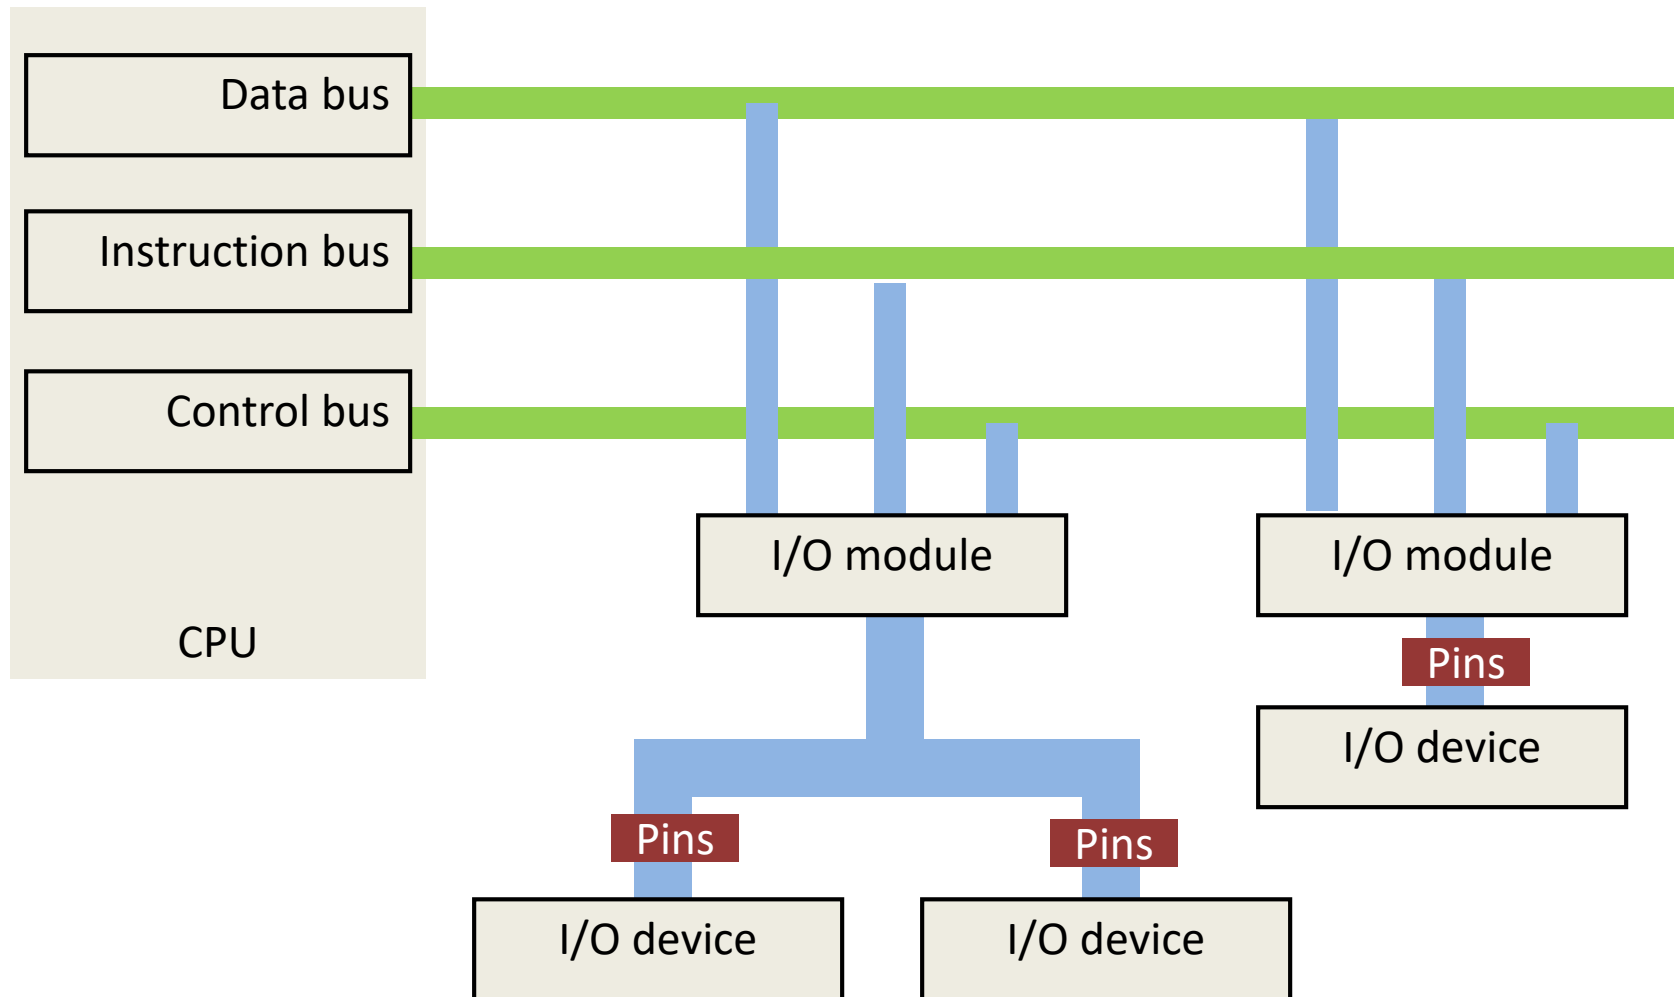 Data bus
Instruction bus
Control bus
CPU
I/O module
I/O module
Pins
I/O device
Pins
Pins
I/O device
I/O device